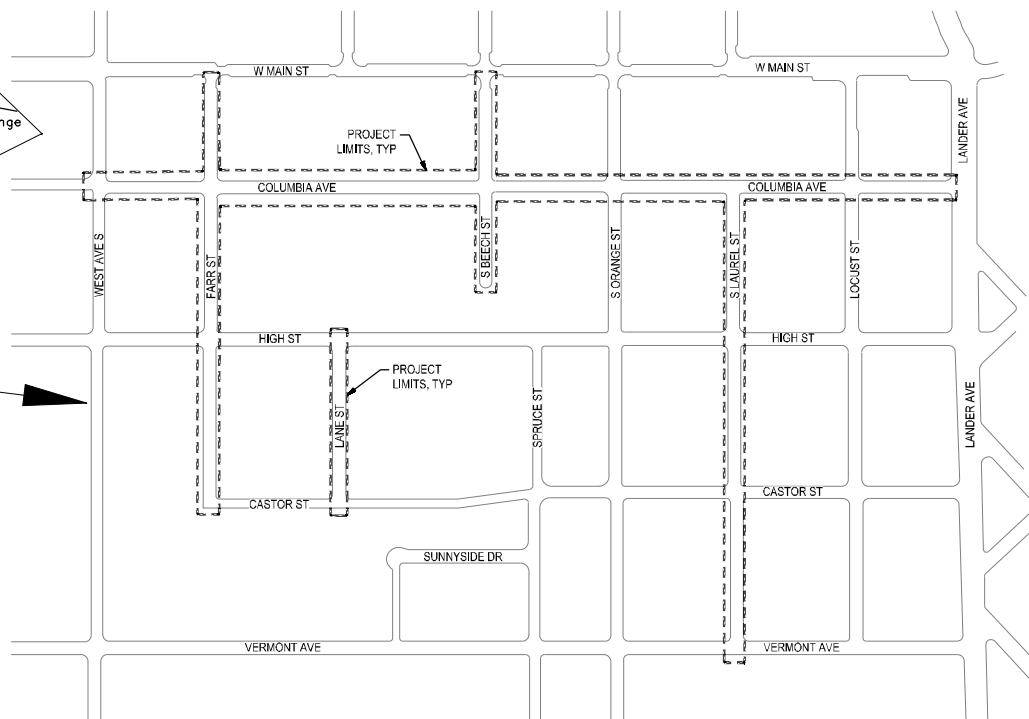 W MAIN ST
W MAIN ST
nge
PROJECT
LIMITS, TYP
LANDER AVE
COLUMBIA AVE
COLUMBIA AVE
WEST AVE S
FARR ST
S BEECH ST
S ORANGE ST
S LAUREL ST
LOCUST ST
HIGH ST
HIGH ST
PROJECT
LIMITS, TYP
LANE ST
SPRUCE ST
LANDER AVE
CASTOR ST
CASTOR ST
SUNNYSIDE DR
VERMONT AVE
VERMONT AVE